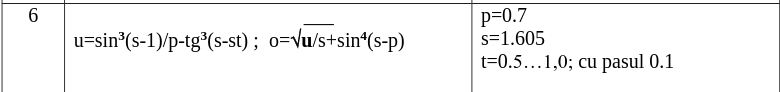 6
u=sin³(s-1)/p-tg³(s-st) ; o=√u/s+sin⁴(s-p)
p=0.7
s=1.605
t=0.5…1,0; cu pasul 0.1